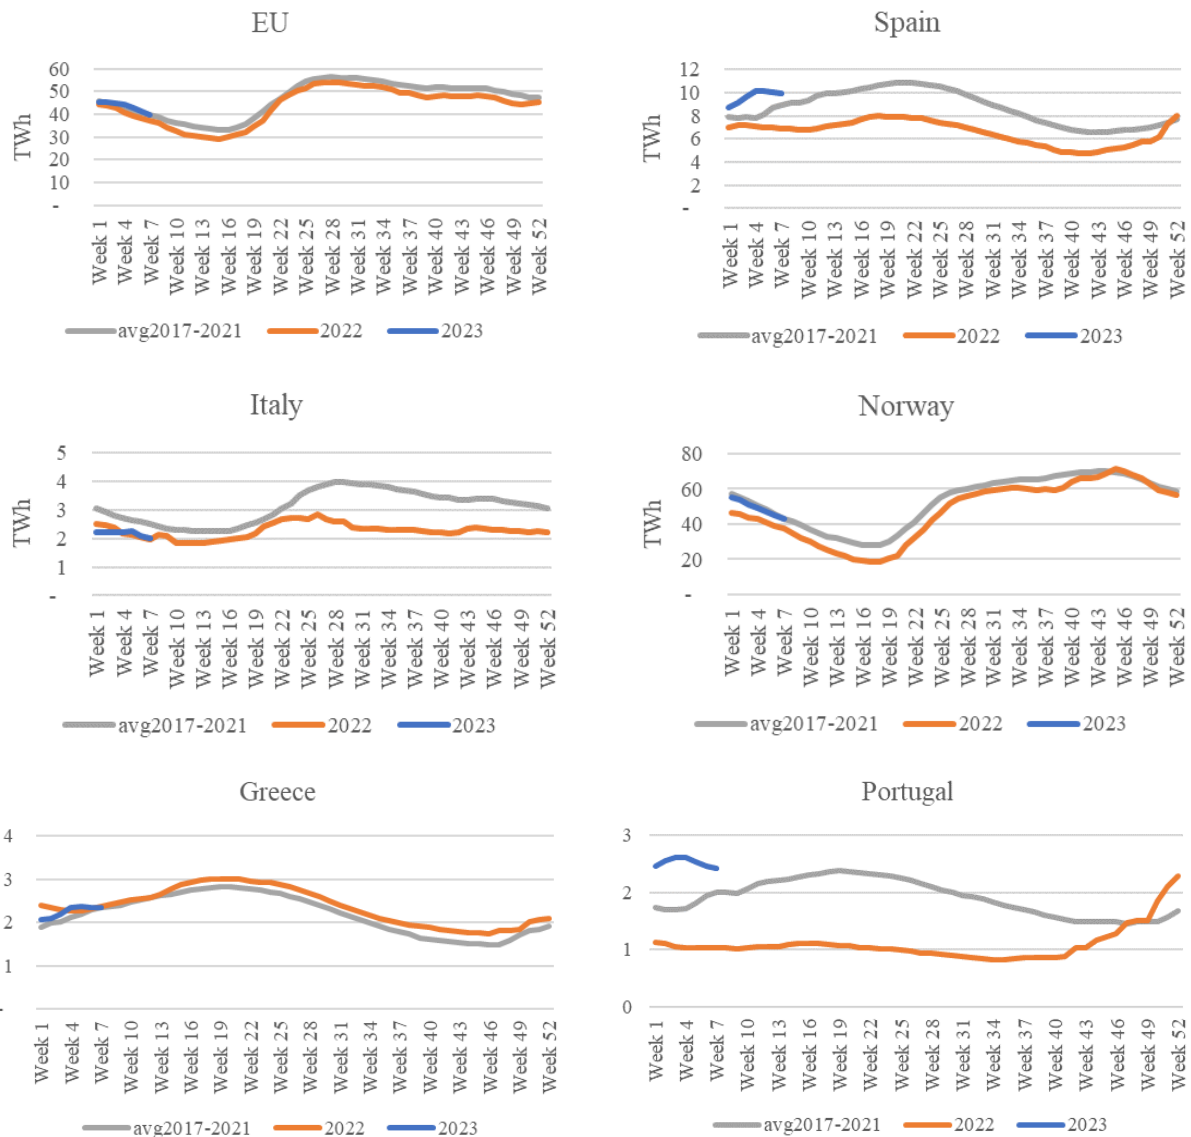 EU
60
50
40
30
20
10
-
TWh
Week 1
Week 4
Week 7
Week 10
Week 13
Week 16
Week 19
Week 22
Week 25
Week 28
Week 31
Week 34
Week 37
Week 40
Week 43
Week 46
Week 49
Week 52
avg2017-2021 2022 2023
Spain
12
10
8
6
4
2
-
TWh
Week 1
Week 4
Week 7
Week 10
Week 13
Week 16
Week 19
Week 22
Week 25
Week 28
Week 31
Week 34
Week 37
Week 40
Week 43
Week 46
Week 49
Week 52
avg2017-2021 2022 2023
Italy
5
4
3
2
1
-
TWh
Week 1
Week 4
Week 7
Week 10
Week 13
Week 16
Week 19
Week 22
Week 25
Week 28
Week 31
Week 34
Week 37
Week 40
Week 43
Week 46
Week 49
Week 52
avg2017-2021 2022 2023
Norway
80
60
40
20
-
TWh
Week 1
Week 4
Week 7
Week 10
Week 13
Week 16
Week 19
Week 22
Week 25
Week 28
Week 31
Week 34
Week 37
Week 40
Week 43
Week 46
Week 49
Week 52
avg2017-2021 2022 2023
Greece
4
3
2
1
-
Week 1
Week 4
Week 7
Week 10
Week 13
Week 16
Week 19
Week 22
Week 25
Week 28
Week 31
Week 34
Week 37
Week 40
Week 43
Week 46
Week 49
Week 52
avg2017-2021 2022 2023
Portugal
3
2
1
0
Week 1
Week 4
Week 7
Week 10
Week 13
Week 16
Week 19
Week 22
Week 25
Week 28
Week 31
Week 34
Week 37
Week 40
Week 43
Week 46
Week 49
Week 52
avg2017-2021 2022 2023